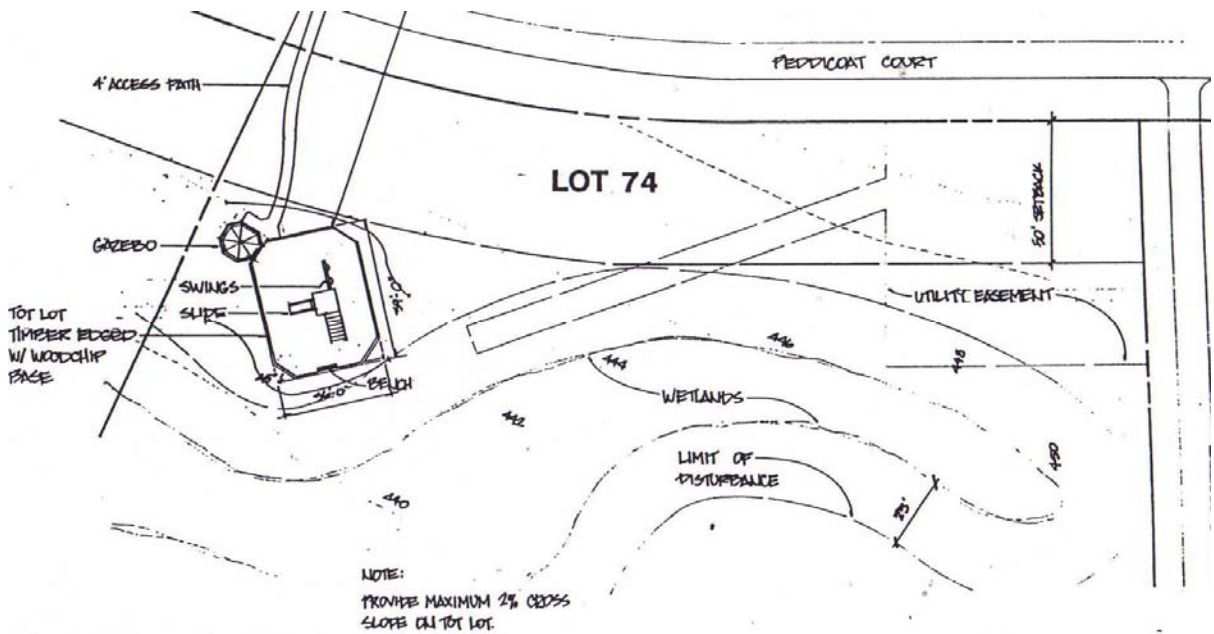 PEDDICOAT COURT
4' ACCESS PATH
LOT 74
50' SETBACK
GAZEBO
SWINGS
SLIDE
UTILITY EASEMENT
TOT LOT
TIMBER EDGED
W/ WOODCHIP
BASE
45°
BENCH
446
448
444
WETLANDS
442
450
LIMIT OF
DISTURBANCE
440
25'
NOTE:
PROVIDE MAXIMUM 2% CROSS
SLOPE ON TOT LOT.